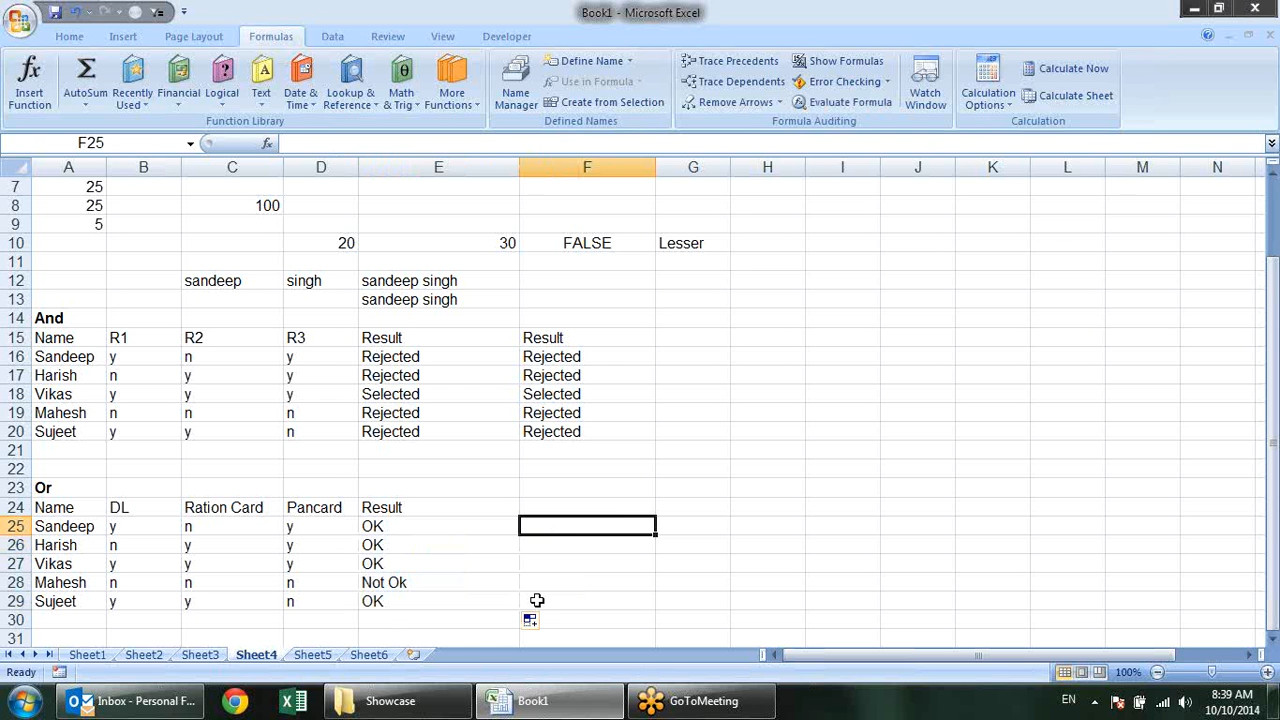 Book1 - Microsoft Excel
Home Insert Page Layout Formulas Data Review View Developer
Insert Function
AutoSum
Recently Used
Financial
Logical
Text
Date & Time
Lookup & Reference
Math & Trig
More Functions
Function Library
Name Manager
Define Name
Use in Formula
Create from Selection
Defined Names
Trace Precedents
Trace Dependents
Remove Arrows
Show Formulas
Error Checking
Evaluate Formula
Formula Auditing
Watch Window
Calculation Options
Calculate Now
Calculate Sheet
Calculation
F25 fx
A B C D E F G H I J K L M N
7 25
8 25 100
9 5
10 20 30 FALSE Lesser
11
12 sandeep singh sandeep singh
13 sandeep singh
14 And
15 Name R1 R2 R3 Result Result
16 Sandeep y n y Rejected Rejected
17 Harish n y y Rejected Rejected
18 Vikas y y y Selected Selected
19 Mahesh n n n Rejected Rejected
20 Sujeet y y n Rejected Rejected
21
22
23 Or
24 Name DL Ration Card Pancard Result
25 Sandeep y n y OK
26 Harish n y y OK
27 Vikas y y y OK
28 Mahesh n n n Not Ok
29 Sujeet y y n OK
30
31
Sheet1 Sheet2 Sheet3 Sheet4 Sheet5 Sheet6
Ready 100%
Inbox - Personal F... Showcase Book1 GoToMeeting EN 8:39 AM
10/10/2014